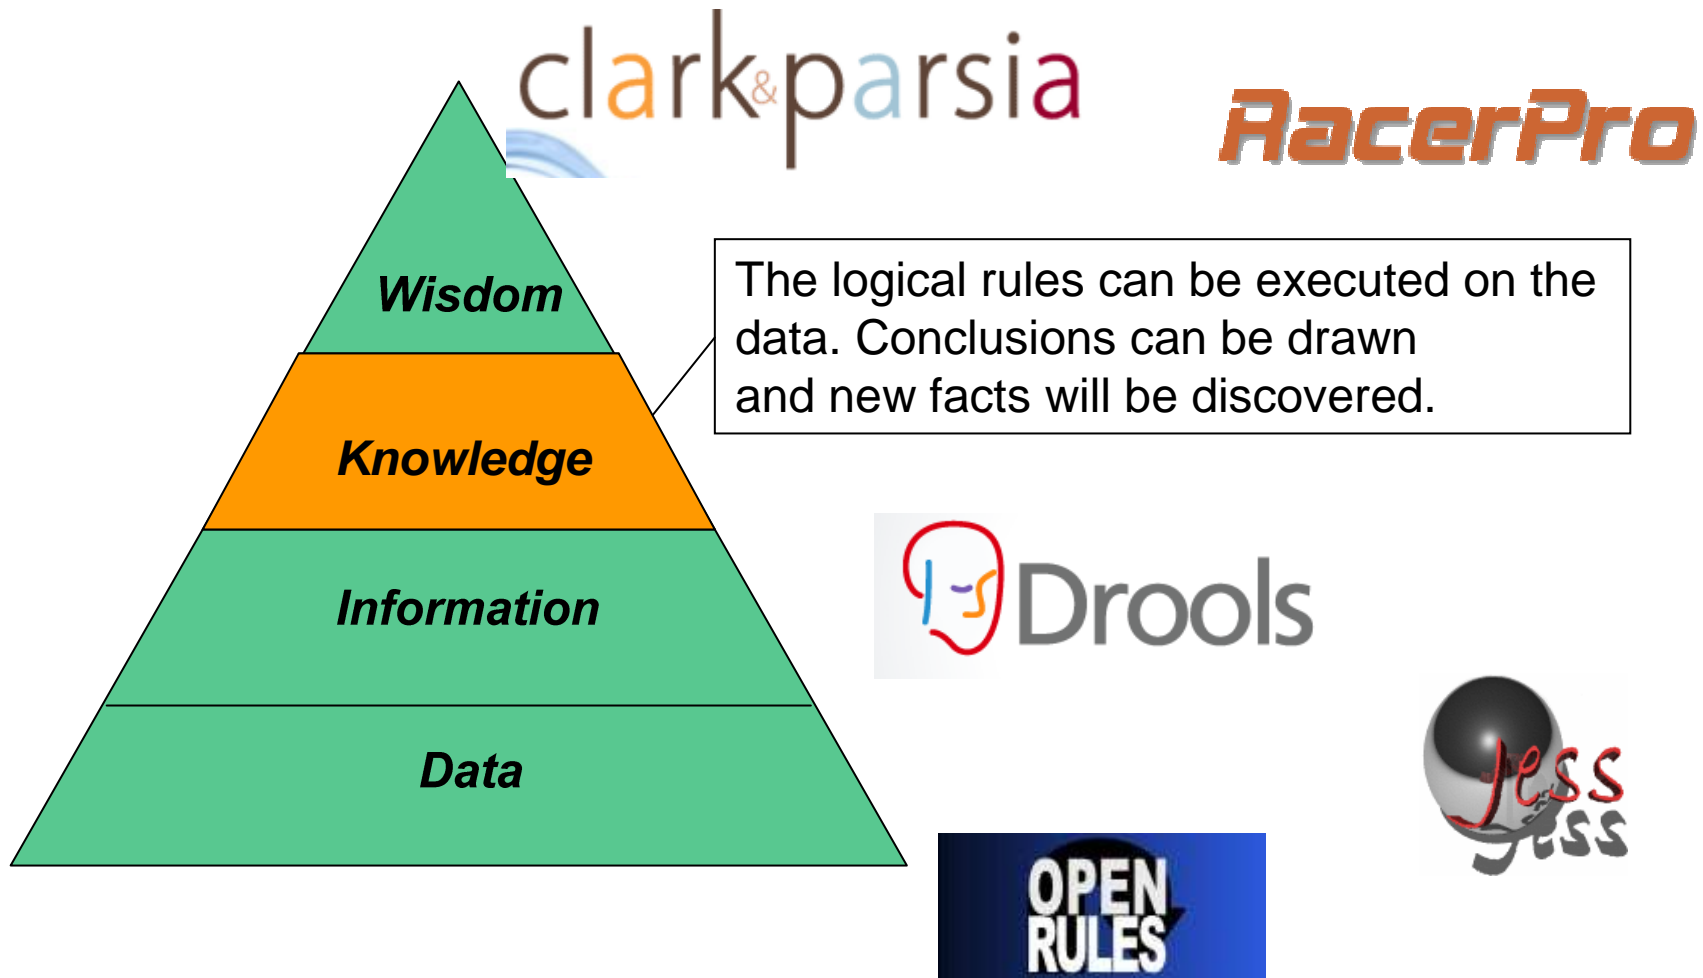 clark&parsia
RacerPro
Wisdom
The logical rules can be executed on the
data. Conclusions can be drawn
and new facts will be discovered.
Knowledge
Information
Drools
Data
Jess
OPEN
RULES